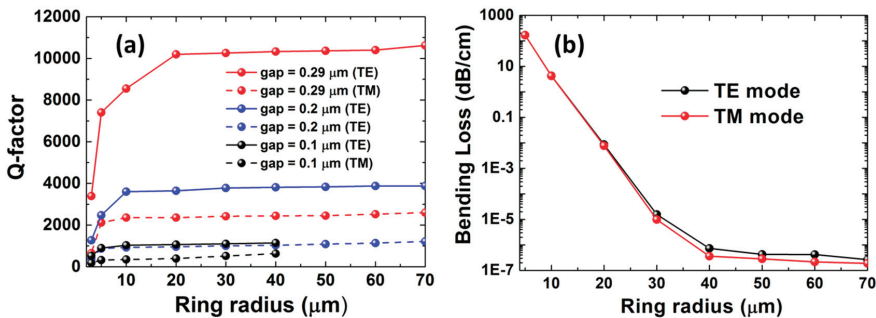 (a)
Q-factor
12000
10000
8000
6000
4000
2000
0
gap = 0.29 μm (TE)
gap = 0.29 μm (TM)
gap = 0.2 μm (TE)
gap = 0.2 μm (TE)
gap = 0.1 μm (TE)
gap = 0.1 μm (TM)
10 20 30 40 50 60 70
Ring radius (μm)
(b)
Bending Loss (dB/cm)
1000
10
0.1
1E-3
1E-5
1E-7
TE mode
TM mode
10 20 30 40 50 60 70
Ring radius (μm)